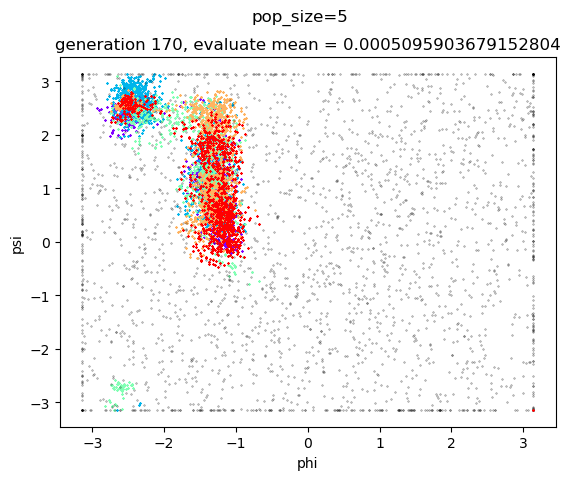 pop_size=5
generation 170, evaluate mean = 0.0005095903679152804
3
2
1
0
−1
−2
−3
psi
−3 −2 −1 0 1 2 3
phi